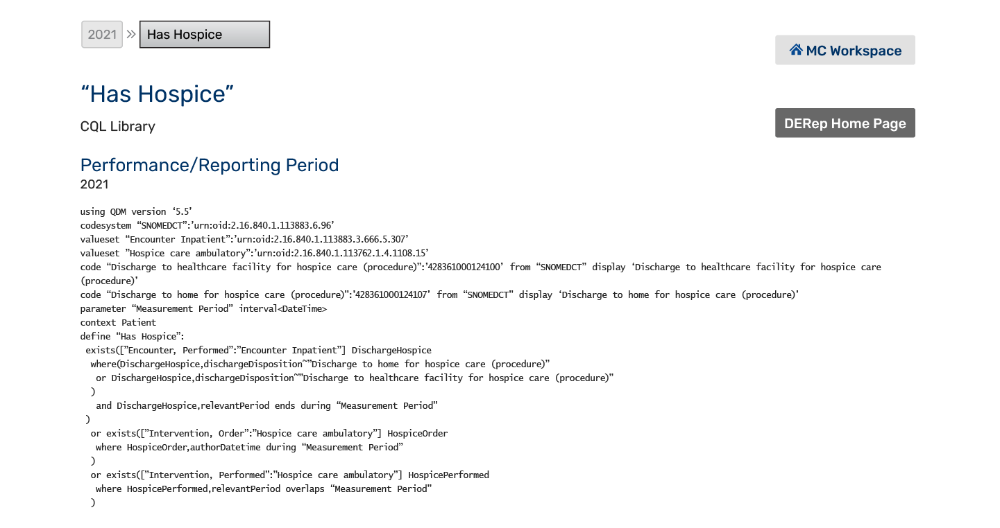 2021 » Has Hospice
MC Workspace
“Has Hospice”
CQL Library
DERep Home Page
Performance/Reporting Period
2021
using QDM version ‘5.5’
codesystem “SNOMEDCT”:’urn:oid:2.16.840.1.113883.6.96’
valueset “Encounter Inpatient”:’urn:oid:2.16.840.1.113883.3.666.5.307’
valueset ”Hospice care ambulatory”:’urn:oid:2.16.840.1.113762.1.4.1108.15’
code “Discharge to healthcare facility for hospice care (procedure)”:’428361000124100’ from “SNOMEDCT” display ‘Discharge to healthcare facility for hospice care
(procedure)’
code “Discharge to home for hospice care (procedure)”:’428361000124107’ from “SNOMEDCT” display ‘Discharge to home for hospice care (procedure)’
parameter “Measurement Period” interval<DateTime>
context Patient
define “Has Hospice”:
exists([”Encounter, Performed”:”Encounter Inpatient”] DischargeHospice
where(DischargeHospice,dischargeDisposition~”Discharge to home for hospice care (procedure)”
or DischargeHospice,dischargeDisposition~”Discharge to healthcare facility for hospice care (procedure)”
)
and DischargeHospice,relevantPeriod ends during “Measurement Period”
)
or exists([”Intervention, Order”:”Hospice care ambulatory”] HospiceOrder
where HospiceOrder,authorDatetime during “Measurement Period”
)
or exists([”Intervention, Performed”:”Hospice care ambulatory”] HospicePerformed
where HospicePerformed,relevantPeriod overlaps “Measurement Period”
)